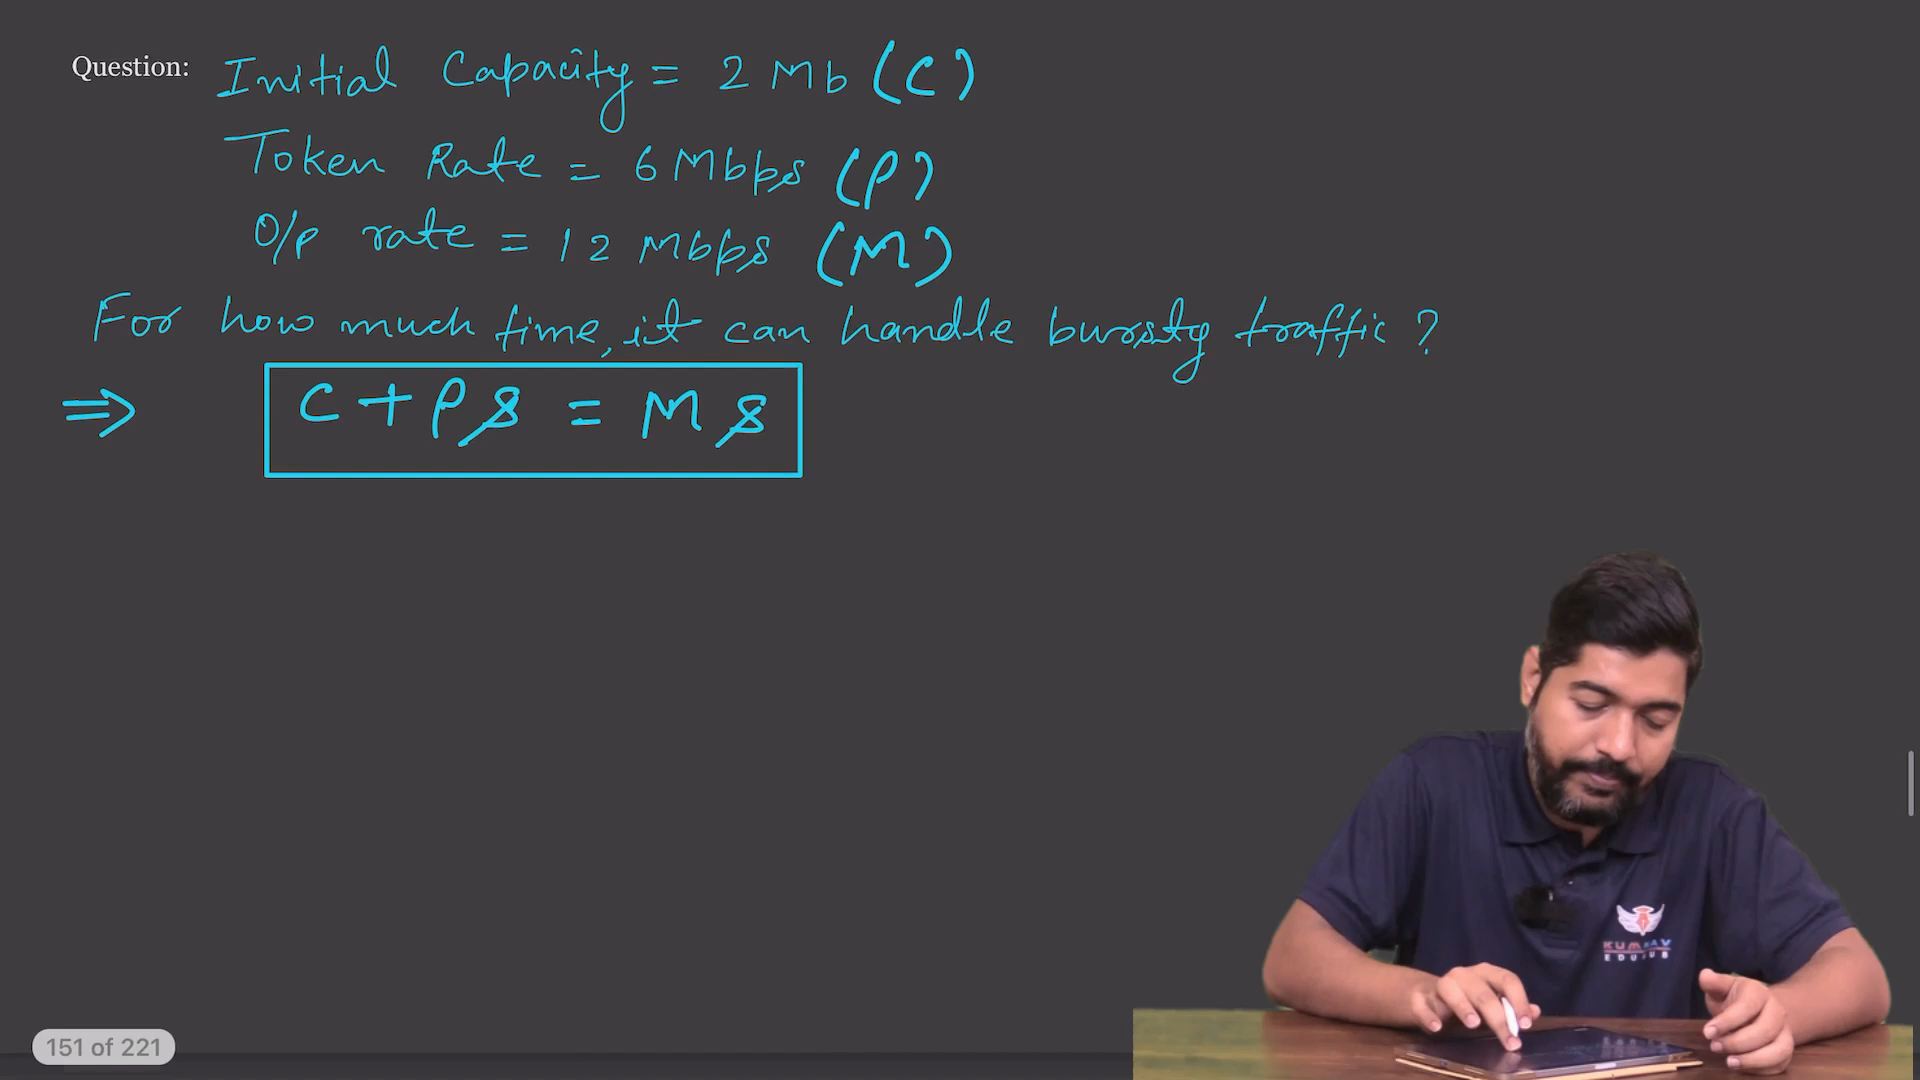 Question: Initial Capacity = 2 Mb (C)
Token Rate = 6 Mbps (ρ)
O/p rate = 12 Mbps (M)
For how much time, it can handle bursty traffic ?
⇒ C + ρs = Ms
151 of 221
EDUHUB